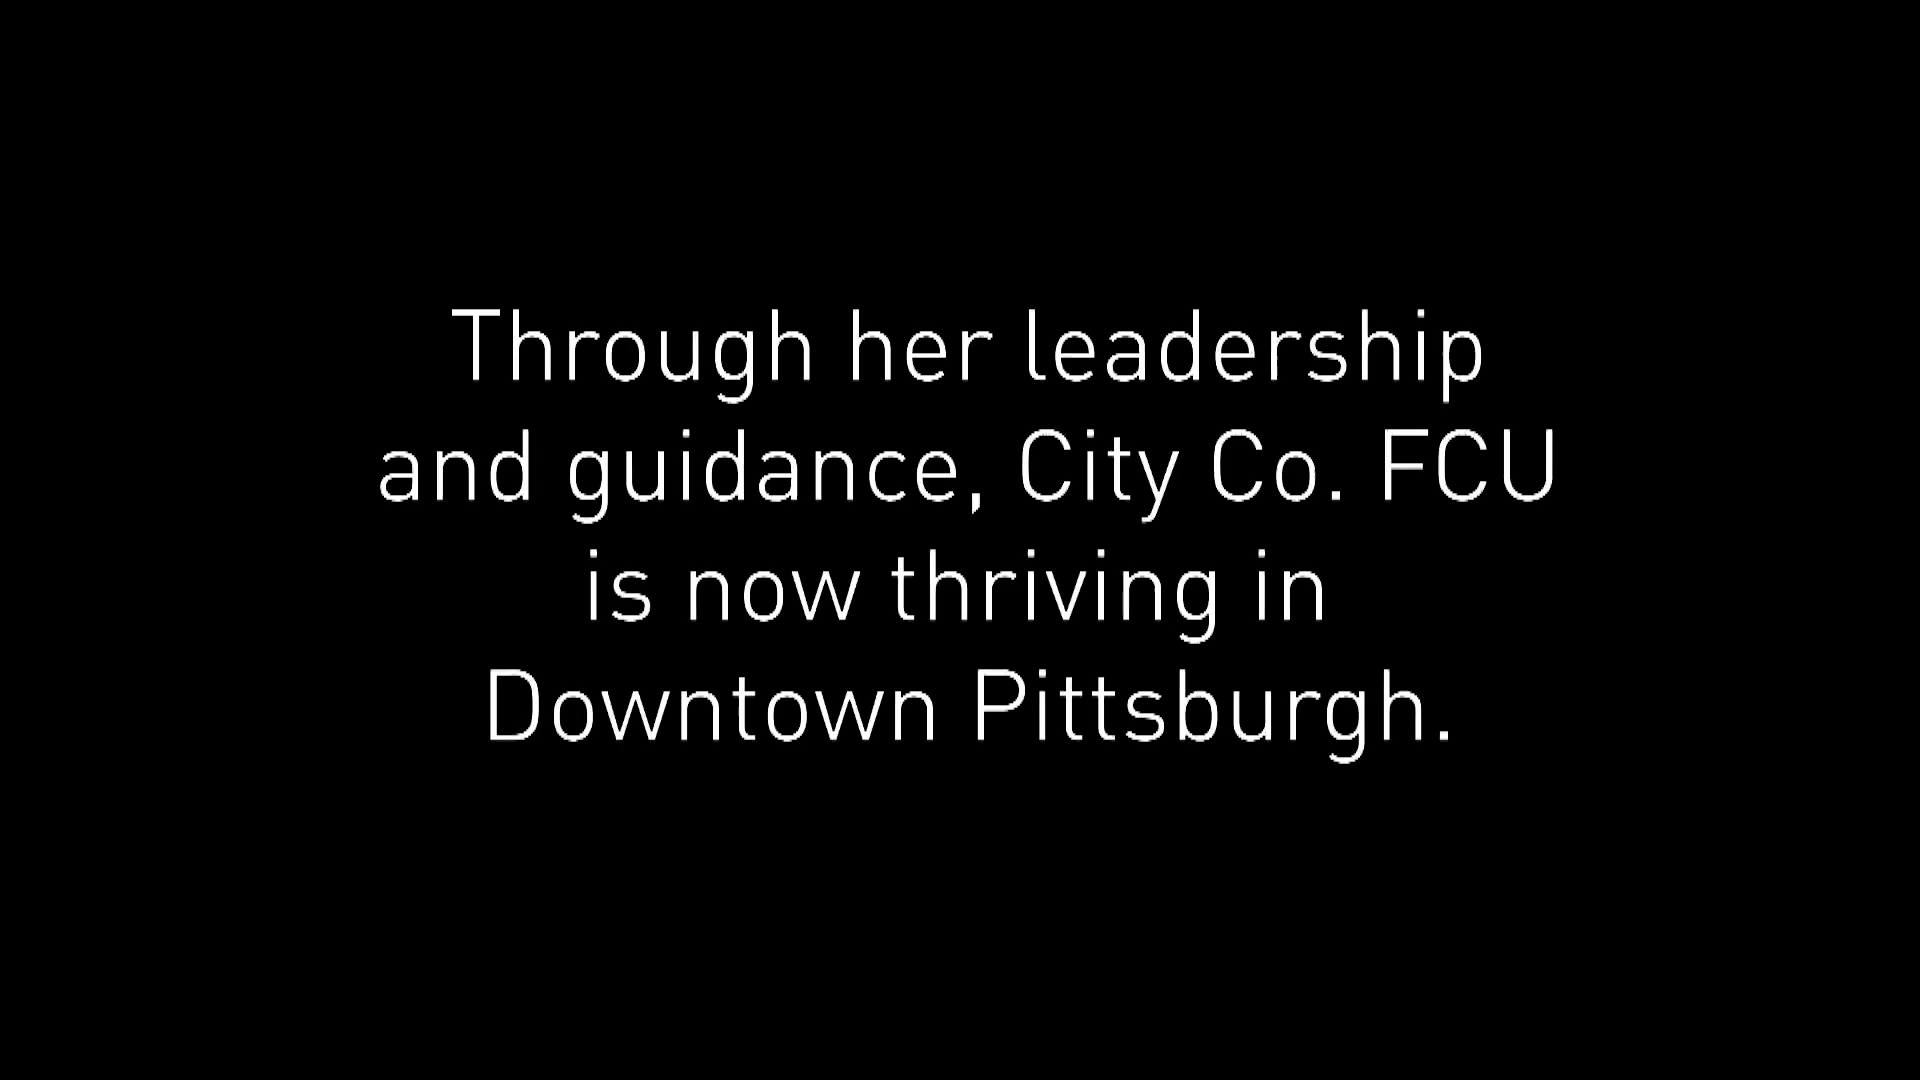 Through her leadership
and guidance, City Co. FCU
is now thriving in
Downtown Pittsburgh.